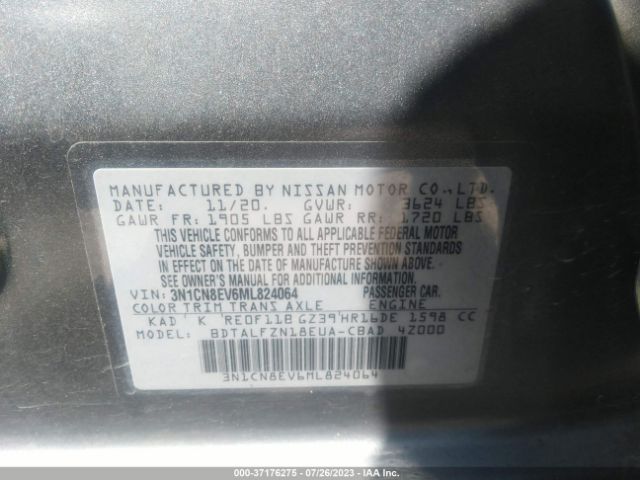 MANUFACTURED BY NISSAN MOTOR CO.,LTD.
DATE: 11/20. GVWR: 3624 LBS
GAWR FR: 1905 LBS GAWR RR: 1720 LBS
THIS VEHICLE CONFORMS TO ALL APPLICABLE FEDERAL MOTOR
VEHICLE SAFETY, BUMPER AND THEFT PREVENTION STANDARDS
IN EFFECT ON THE DATE OF MANUFACTURE SHOWN ABOVE.
SEE OWNER'S MANUAL FOR ADDITIONAL INFORMATION.
VIN: 3N1CN8EV6ML824064 PASSENGER CAR.
COLOR TRIM TRANS AXLE ENGINE
KAD K RE0F11B GZ39 HR16DE 1598 CC
MODEL: BDTALFZN18EUA-CBAD 4Z000
3N1CN8EV6ML824064
000-37176275 | 07/26/2023 | IAA Inc.